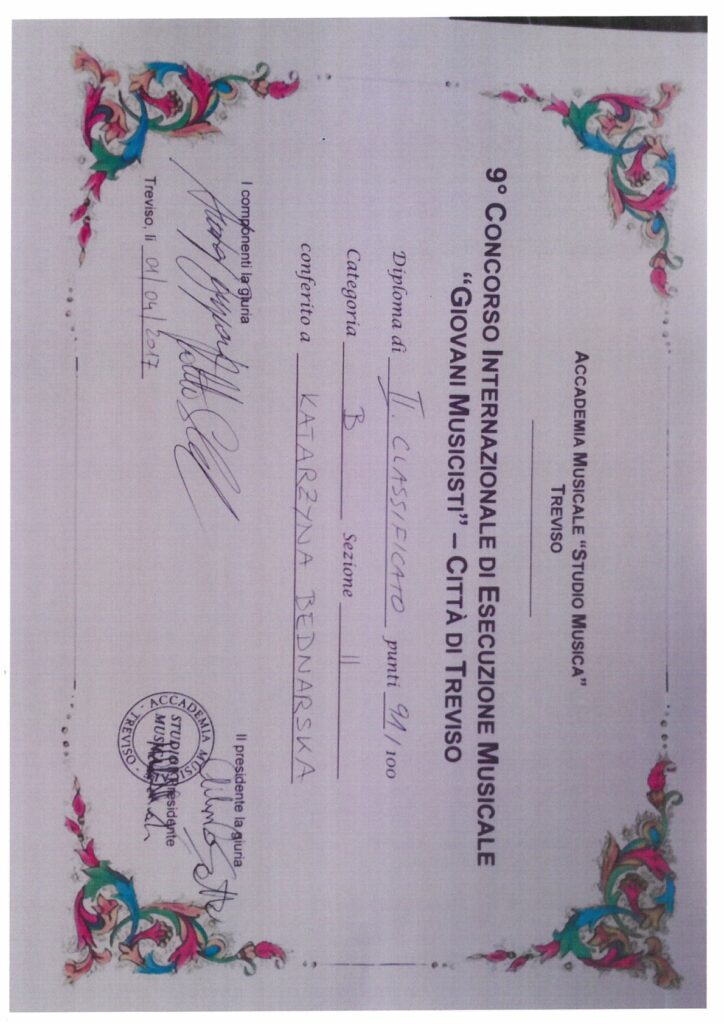 ACCADEMIA MUSICALE "STUDIO MUSICA"
TREVISO
9° CONCORSO INTERNAZIONALE DI ESECUZIONE MUSICALE
"GIOVANI MUSICISTI" – CITTÀ DI TREVISO
Diploma di II. CLASSIFICATO punti 91/100
Categoria B Sezione II
conferito a KATARZYNA BEDNARSKA
I componenti la giuria
Il presidente la giuria
Treviso, lì 01/04/2017
ACCADEMIA
STUDIO
TREVISO